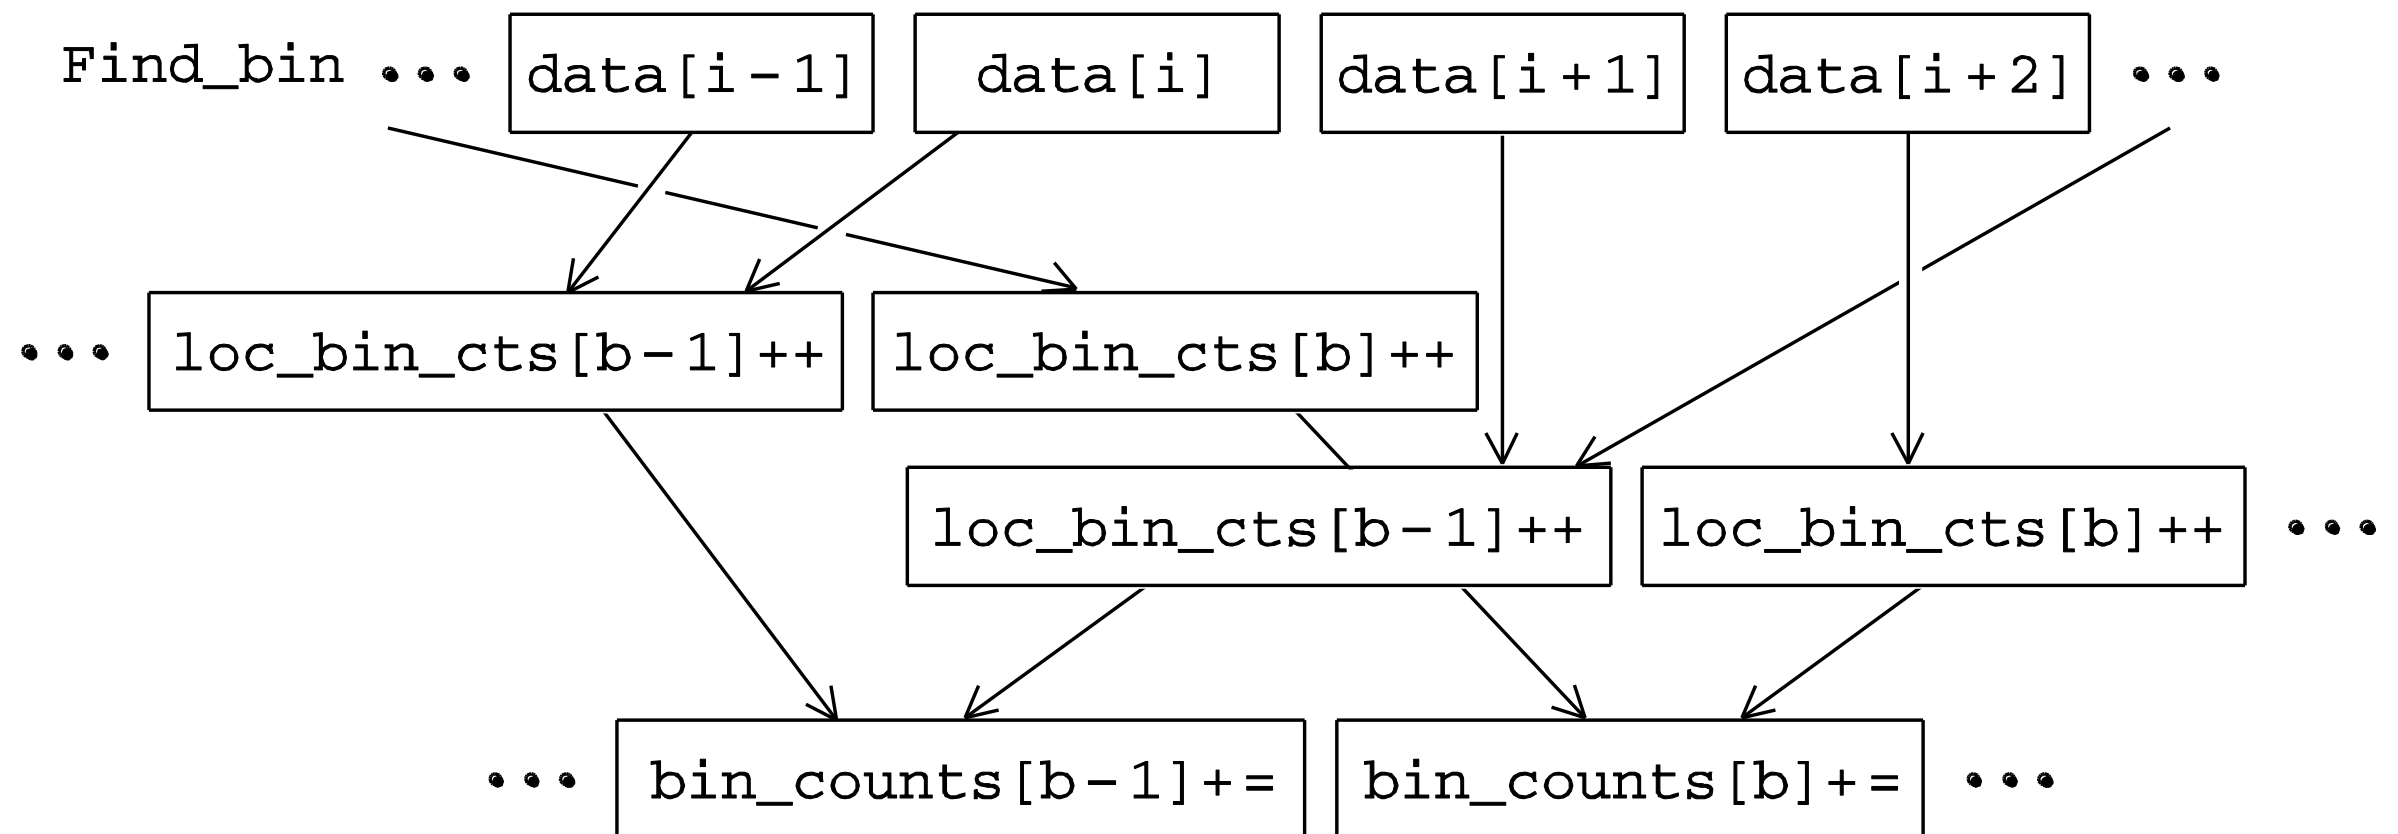 Find_bin ••• data[i-1] data[i] data[i+1] data[i+2] •••
••• loc_bin_cts[b-1]++ loc_bin_cts[b]++
loc_bin_cts[b-1]++ loc_bin_cts[b]++ •••
••• bin_counts[b-1]+= bin_counts[b]+= •••